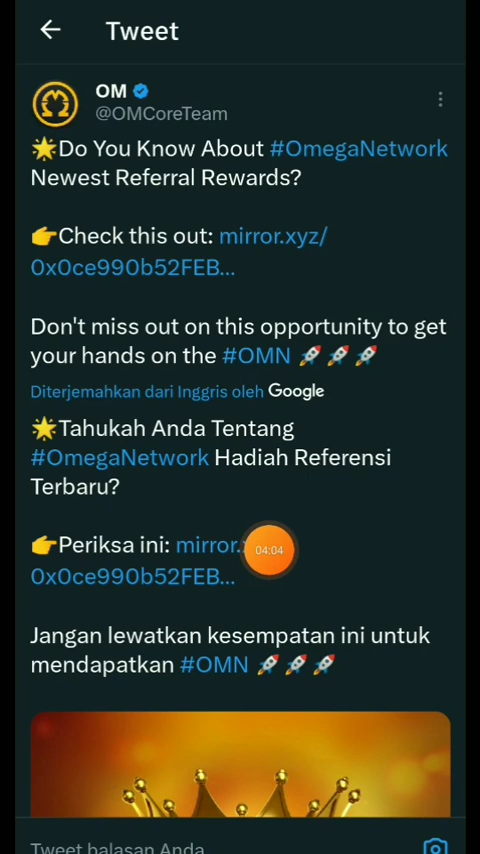 Tweet
OM
@OMCoreTeam
🌟Do You Know About #OmegaNetwork
Newest Referral Rewards?
👉Check this out: mirror.xyz/
0x0ce990b52FEB...
Don't miss out on this opportunity to get
your hands on the #OMN 🚀🚀🚀
Diterjemahkan dari Inggris oleh Google
🌟Tahukah Anda Tentang
#OmegaNetwork Hadiah Referensi
Terbaru?
👉Periksa ini: mirror.
04:04
0x0ce990b52FEB...
Jangan lewatkan kesempatan ini untuk
mendapatkan #OMN 🚀🚀🚀
Tweet balasan Anda